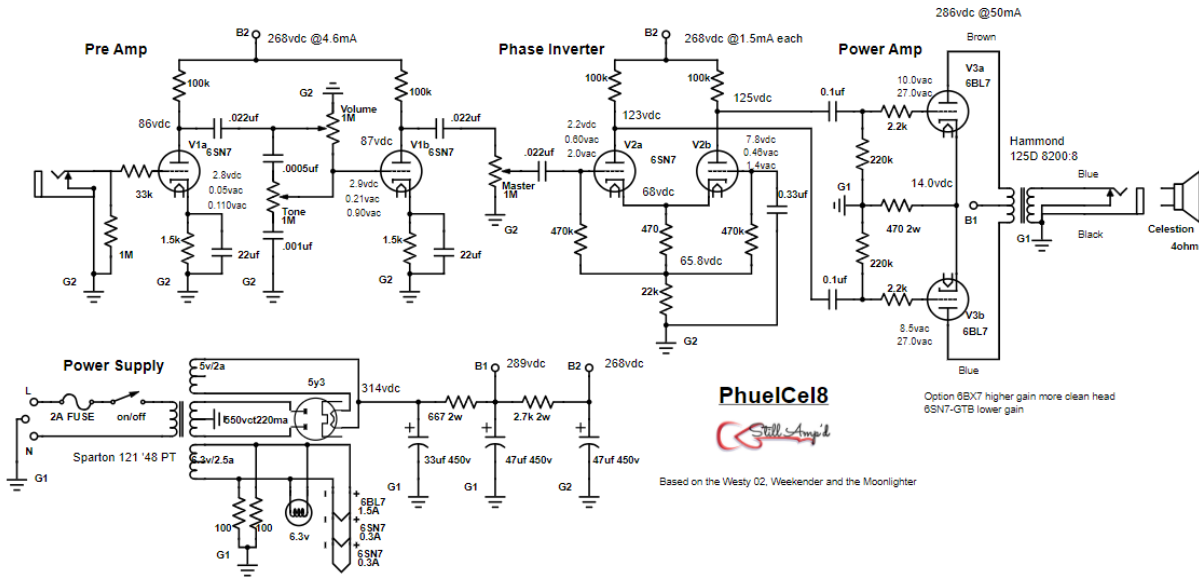 Pre Amp
B2
268vdc @4.6mA
100k
100k
86vdc
.022uf
G2
Volume
1M
87vdc
.022uf
V1a
6SN7
V1b
6SN7
33k
2.8vdc
0.05vac
0.110vac
.0005uf
Tone
1M
.001uf
2.9vdc
0.21vac
0.90vac
1M
1.5k
22uf
1.5k
22uf
G2
G2
Master
1M
G2
Phase Inverter
B2
268vdc @1.5mA each
100k
100k
123vdc
125vdc
.022uf
2.2vdc
0.60vac
2.0vac
V2a
6SN7
V2b
7.8vdc
0.46vac
1.4vac
68vdc
0.33uf
470k
470
470k
65.8vdc
22k
G2
Power Amp
286vdc @50mA
Brown
0.1uf
10.0vac
27.0vac
V3a
6BL7
2.2k
220k
G1
14.0vdc
470 2w
220k
0.1uf
2.2k
8.5vac
27.0vac
V3b
6BL7
Blue
B1
Hammond
125D 8200:8
Blue
Black
G1
Celestion
4ohm
Power Supply
L
2A FUSE
on/off
N
G1
Sparton 121 '48 PT
5v/2a
550vct220ma
6.3v/2.5a
5y3
314vdc
B1
289vdc
B2
268vdc
667 2w
2.7k 2w
33uf 450v
47uf 450v
47uf 450v
G1
G1
G2
100
100
G1
6.3v
6BL7
1.5A
6SN7
0.3A
6SN7
0.3A
PhuelCel8
Still Amp'd
Based on the Westy 02, Weekender and the Moonlighter
Option 6BX7 higher gain more clean head
6SN7-GTB lower gain